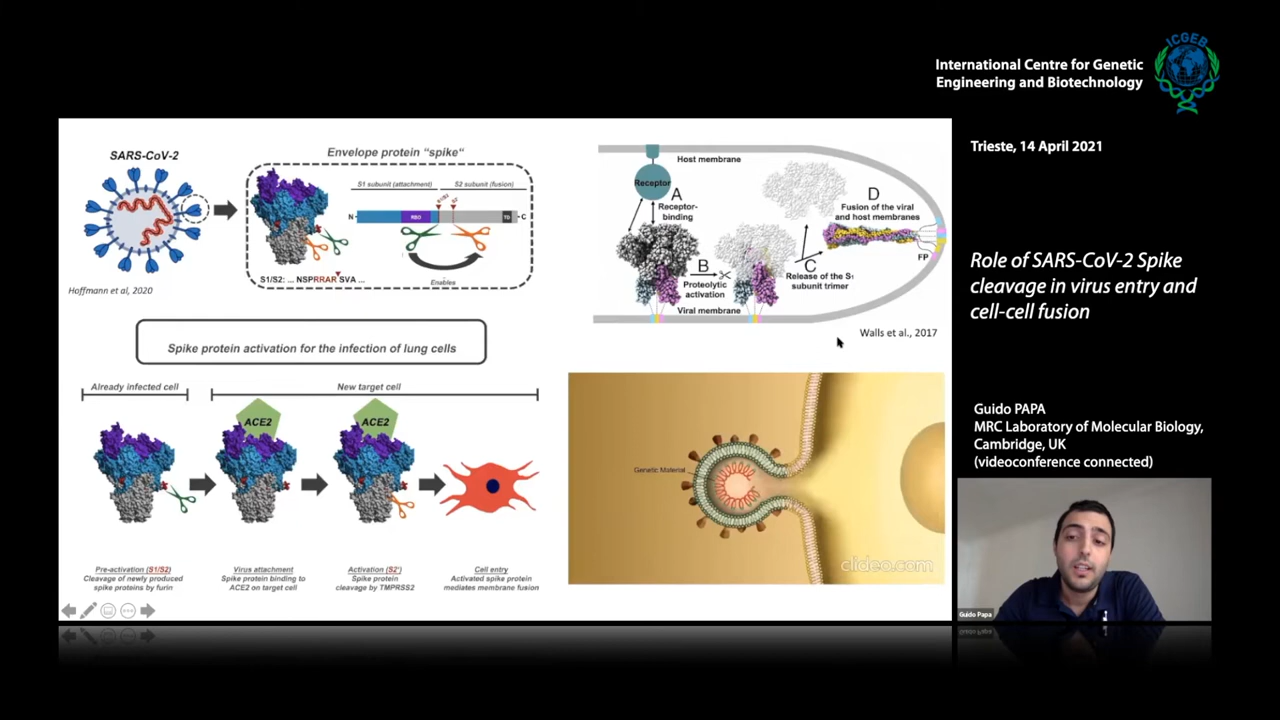 International Centre for Genetic
Engineering and Biotechnology
ICGEB
Trieste, 14 April 2021
Role of SARS-CoV-2 Spike
cleavage in virus entry and
cell-cell fusion
Guido PAPA
MRC Laboratory of Molecular Biology,
Cambridge, UK
(videoconference connected)
Guido Papa
SARS-CoV-2
Hoffmann et al, 2020
Envelope protein “spike“
S1 subunit (attachment)
S2 subunit (fusion)
S1/S2
S2'
N
RBD
TD
C
S1/S2: ... NSPRRAR SVA ...
Enables
Spike protein activation for the infection of lung cells
Already infected cell
New target cell
ACE2
ACE2
Pre-activation (S1/S2)
Cleavage of newly produced
spike proteins by furin
Virus attachment
Spike protein binding to
ACE2 on target cell
Activation (S2')
Spike protein
cleavage by TMPRSS2
Cell entry
Activated spike protein
mediates membrane fusion
Host membrane
Receptor
A
Receptor-
binding
B
Proteolytic
activation
C
Release of the S1
subunit trimer
D
Fusion of the viral
and host membranes
FP
Viral membrane
Walls et al., 2017
Genetic Material
clideo.com